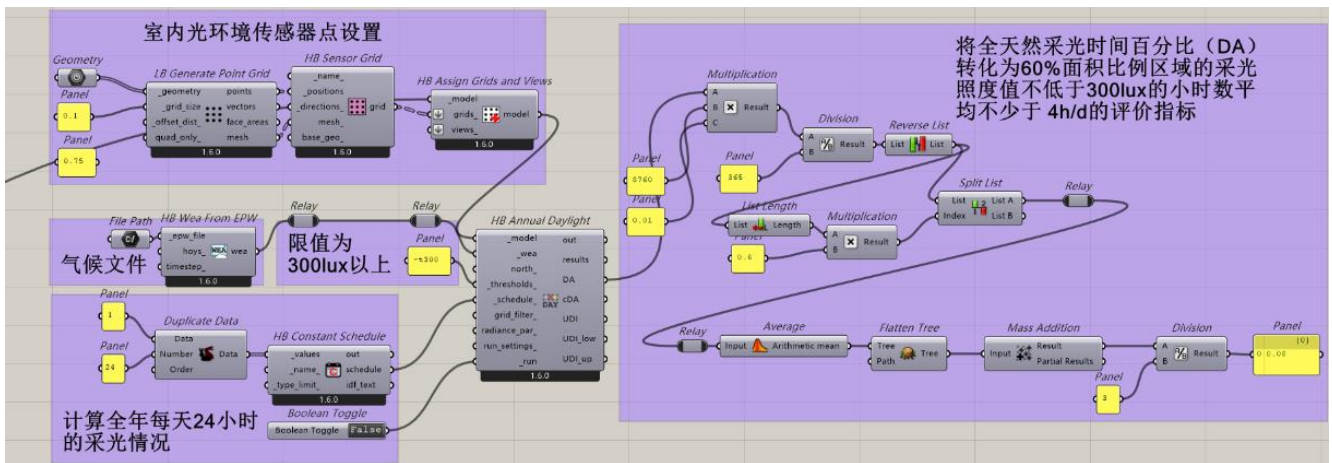 室内光环境传感器点设置
Geometry
LB Generate Point Grid
_geometry
_grid_size
_offset_dist_
quad_only_
points
vectors
face_areas
mesh
1.6.0
Panel
0.1
Panel
0.75
HB Sensor Grid
_name_
_positions
_directions_
mesh_
base_geo_
grid
1.6.0
HB Assign Grids and Views
_model
grids_
views_
model
1.6.0
File Path
HB Wea From EPW
_epw_file
hoys_
timestep_
WEA
wea
1.6.0
气候文件
Relay
Relay
限值为
300lux以上
Panel
-t300
Panel
1
Panel
24
Duplicate Data
Data
Number
Order
Data
HB Constant Schedule
_values
_name_
_type_limit_
out
schedule
idf_text
1.6.0
Boolean Toggle
Boolean Toggle
False
计算全年每天24小时
的采光情况
HB Annual Daylight
_model
_wea
north_
_thresholds_
_schedule_
grid_filter_
radiance_par_
run_settings_
_run
DAY
out
results
DA
cDA
UDI
UDI_low
UDI_up
1.6.0
将全天然采光时间百分比（DA）
转化为60%面积比例区域的采光
照度值不低于300lux的小时数平
均不少于 4h/d的评价指标
Multiplication
A
B
C
Result
Panel
8760
Panel
0.01
Division
A
B
Result
Panel
365
Reverse List
List
List
List Length
List
Length
Panel
0.6
Multiplication
A
B
Result
Split List
List
Index
List A
List B
Relay
Relay
Average
Input
Arithmetic mean
Flatten Tree
Tree
Path
Tree
Mass Addition
Input
Result
Partial Results
Division
A
B
Result
Panel
3
Panel
{0}
0 0.08